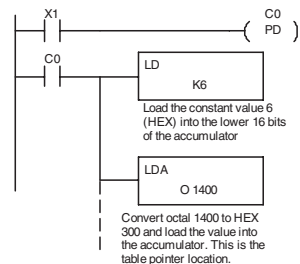 X1
C0
PD
C0
LD
K6
Load the constant value 6
(HEX) into the lower 16 bits
of the accumulator
LDA
O 1400
Convert octal 1400 to HEX
300 and load the value into
the accumulator. This is the
table pointer location.